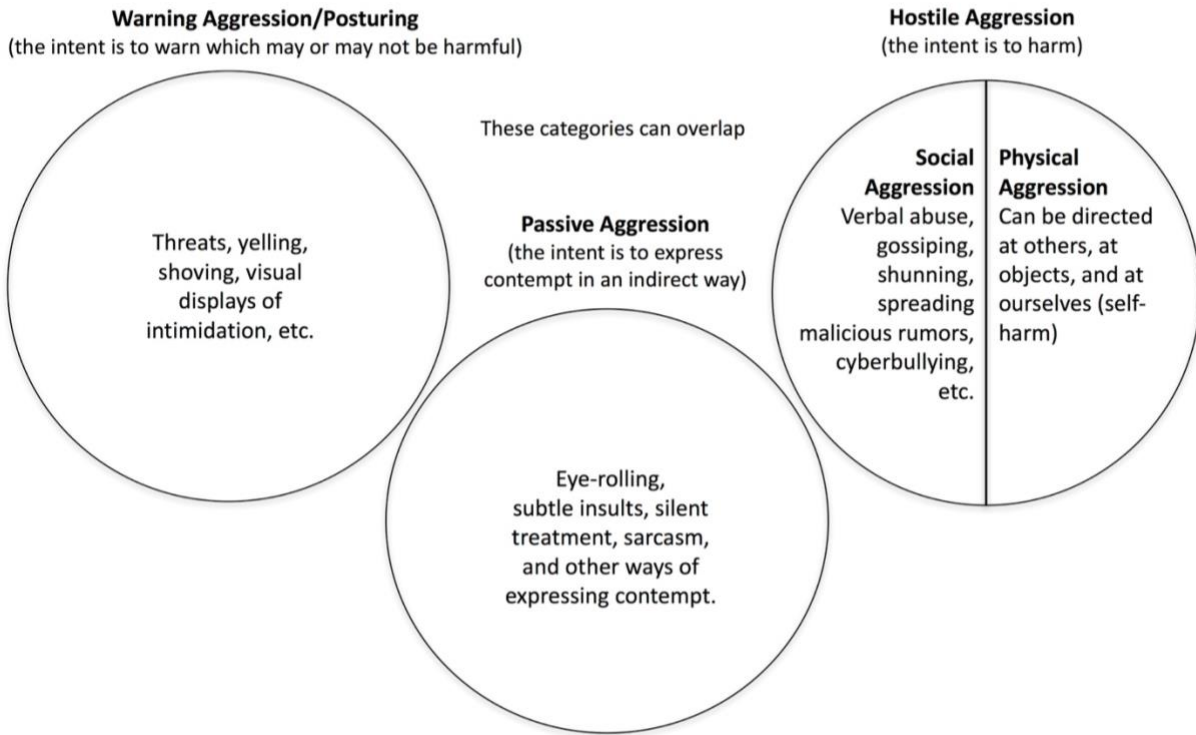 Warning Aggression/Posturing
(the intent is to warn which may or may not be harmful)
Threats, yelling,
shoving, visual
displays of
intimidation, etc.
These categories can overlap
Passive Aggression
(the intent is to express
contempt in an indirect way)
Eye-rolling,
subtle insults, silent
treatment, sarcasm,
and other ways of
expressing contempt.
Hostile Aggression
(the intent is to harm)
Social
Aggression
Verbal abuse,
gossiping,
shunning,
spreading
malicious rumors,
cyberbullying,
etc.
Physical
Aggression
Can be directed
at others, at
objects, and at
ourselves (self-
harm)